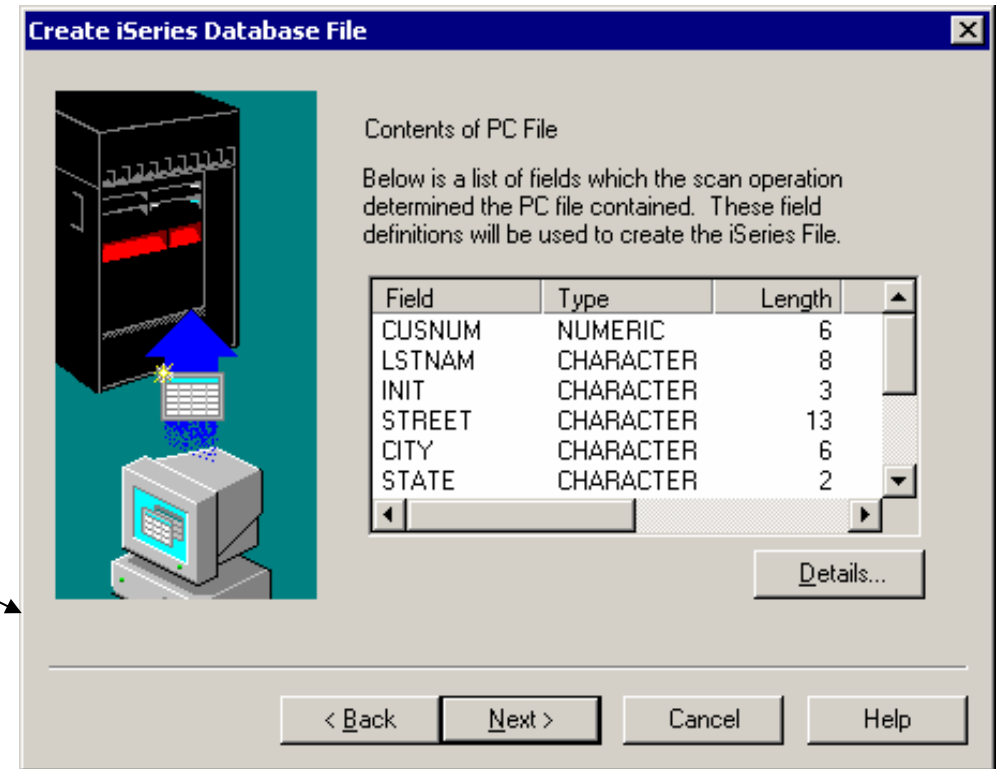 Create iSeries Database File
Contents of PC File
Below is a list of fields which the scan operation
determined the PC file contained.  These field
definitions will be used to create the iSeries File.
Field Type Length
CUSNUM NUMERIC 6
LSTNAM CHARACTER 8
INIT CHARACTER 3
STREET CHARACTER 13
CITY CHARACTER 6
STATE CHARACTER 2
Details...
< Back Next > Cancel Help